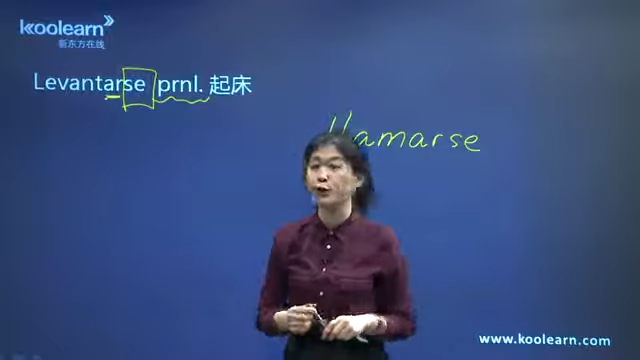 koolearn
新东方在线
Levantarse prnl. 起床
llamarse
www.koolearn.com